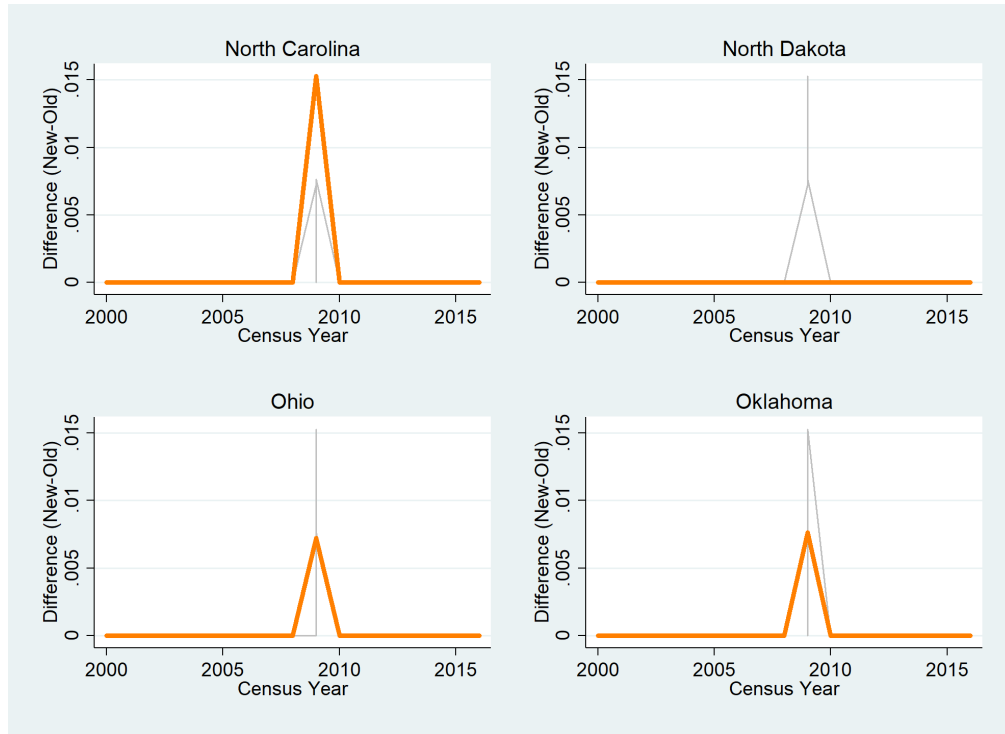 North Carolina
Difference (New-Old)
.015
.01
.005
0
2000 2005 2010 2015
Census Year
North Dakota
Difference (New-Old)
.015
.01
.005
0
2000 2005 2010 2015
Census Year
Ohio
Difference (New-Old)
.015
.01
.005
0
2000 2005 2010 2015
Census Year
Oklahoma
Difference (New-Old)
.015
.01
.005
0
2000 2005 2010 2015
Census Year